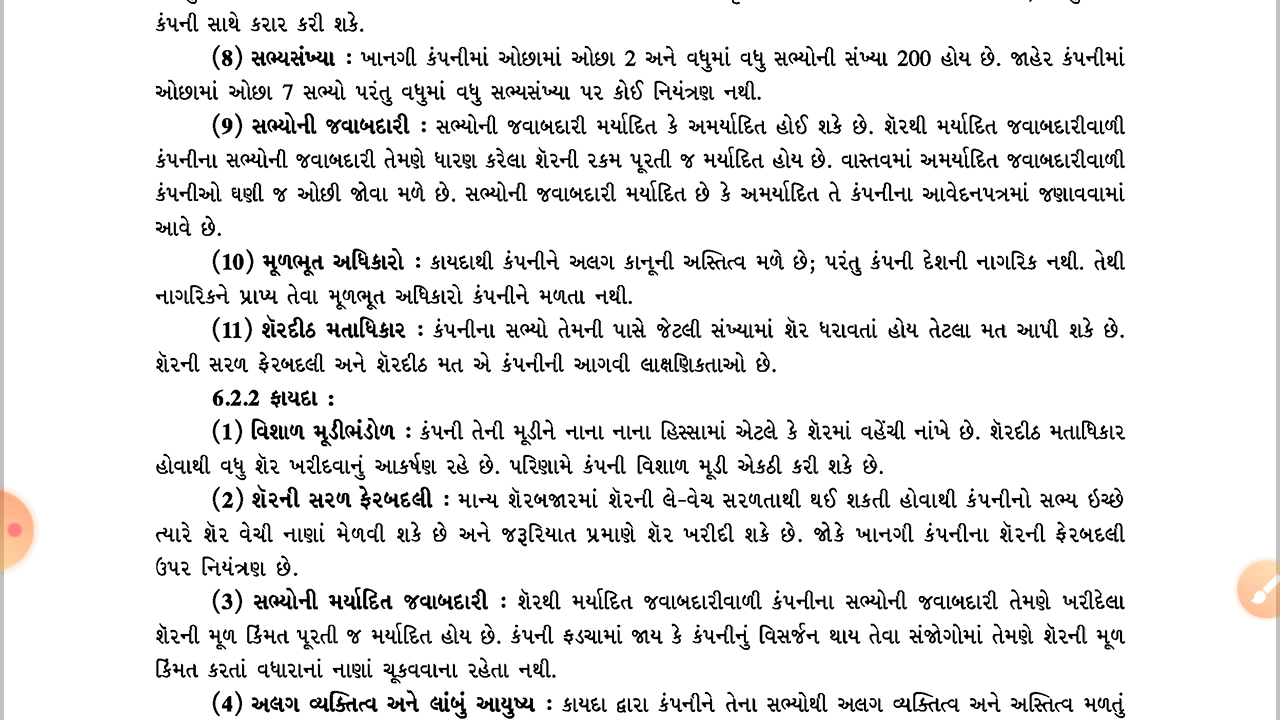 કંપની સાથે કરાર કરી શકે.
(8) સભ્યસંખ્યા : ખાનગી કંપનીમાં ઓછામાં ઓછા 2 અને વધુમાં વધુ સભ્યોની સંખ્યા 200 હોય છે. જાહેર કંપનીમાં
ઓછામાં ઓછા 7 સભ્યો પરંતુ વધુમાં વધુ સભ્યસંખ્યા પર કોઈ નિયંત્રણ નથી.
(9) સભ્યોની જવાબદારી : સભ્યોની જવાબદારી મર્યાદિત કે અમર્યાદિત હોઈ શકે છે. શૅરથી મર્યાદિત જવાબદારીવાળી
કંપનીના સભ્યોની જવાબદારી તેમણે ધારણ કરેલા શૅરની રકમ પૂરતી જ મર્યાદિત હોય છે. વાસ્તવમાં અમર્યાદિત જવાબદારીવાળી
કંપનીઓ ઘણી જ ઓછી જોવા મળે છે. સભ્યોની જવાબદારી મર્યાદિત છે કે અમર્યાદિત તે કંપનીના આવેદનપત્રમાં જણાવવામાં
આવે છે.
(10) મૂળભૂત અધિકારો : કાયદાથી કંપનીને અલગ કાનૂની અસ્તિત્વ મળે છે; પરંતુ કંપની દેશની નાગરિક નથી. તેથી
નાગરિકને પ્રાપ્ય તેવા મૂળભૂત અધિકારો કંપનીને મળતા નથી.
(11) શૅરદીઠ મતાધિકાર : કંપનીના સભ્યો તેમની પાસે જેટલી સંખ્યામાં શૅર ધરાવતાં હોય તેટલા મત આપી શકે છે.
શૅરની સરળ ફેરબદલી અને શૅરદીઠ મત એ કંપનીની આગવી લાક્ષણિકતાઓ છે.
6.2.2 ફાયદા :
(1) વિશાળ મૂડીભંડોળ : કંપની તેની મૂડીને નાના નાના હિસ્સામાં એટલે કે શૅરમાં વહેંચી નાંખે છે. શૅરદીઠ મતાધિકાર
હોવાથી વધુ શૅર ખરીદવાનું આકર્ષણ રહે છે. પરિણામે કંપની વિશાળ મૂડી એકઠી કરી શકે છે.
(2) શૅરની સરળ ફેરબદલી : માન્ય શૅરબજારમાં શૅરની લે-વેચ સરળતાથી થઈ શકતી હોવાથી કંપનીનો સભ્ય ઇચ્છે
ત્યારે શૅર વેચી નાણાં મેળવી શકે છે અને જરૂરિયાત પ્રમાણે શૅર ખરીદી શકે છે. જોકે ખાનગી કંપનીના શૅરની ફેરબદલી
ઉપર નિયંત્રણ છે.
(3) સભ્યોની મર્યાદિત જવાબદારી : શૅરથી મર્યાદિત જવાબદારીવાળી કંપનીના સભ્યોની જવાબદારી તેમણે ખરીદેલા
શૅરની મૂળ કિંમત પૂરતી જ મર્યાદિત હોય છે. કંપની ફડચામાં જાય કે કંપનીનું વિસર્જન થાય તેવા સંજોગોમાં તેમણે શૅરની મૂળ
કિંમત કરતાં વધારાનાં નાણાં ચૂકવવાના રહેતા નથી.
(4) અલગ વ્યક્તિત્વ અને લાંબું આયુષ્ય : કાયદા દ્વારા કંપનીને તેના સભ્યોથી અલગ વ્યક્તિત્વ અને અસ્તિત્વ મળતું